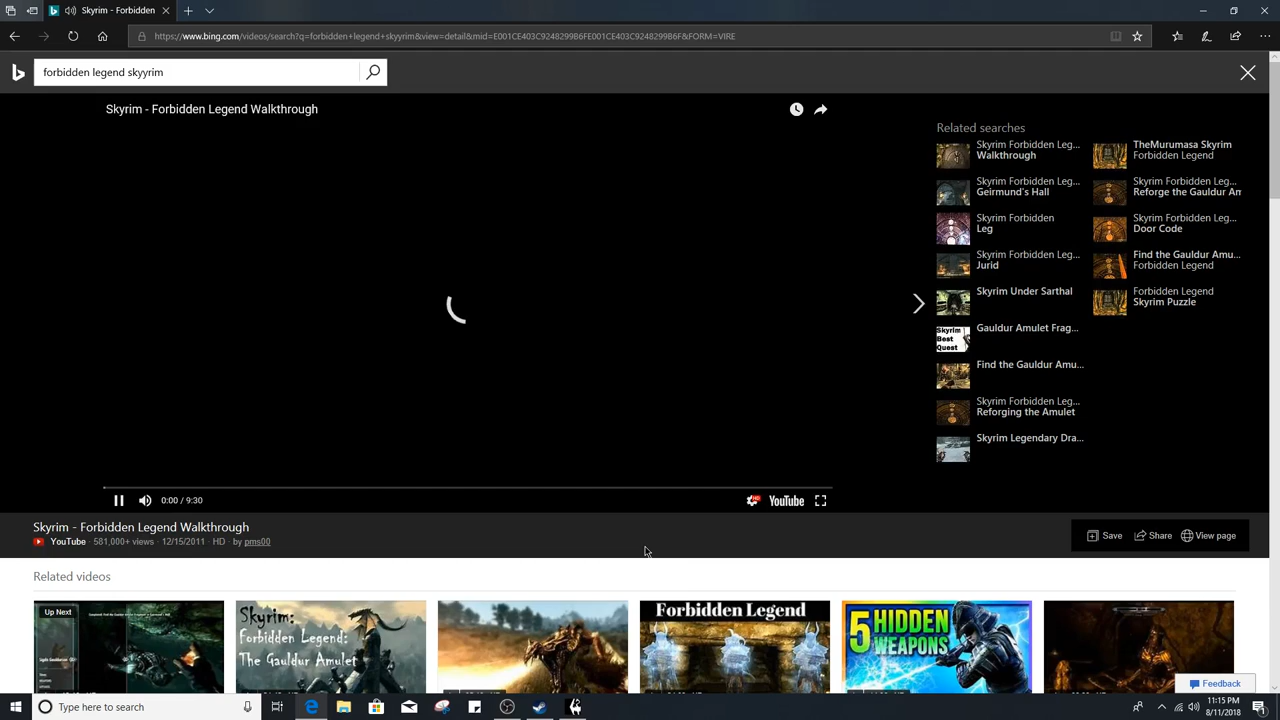 Skyrim - Forbidden
https://www.bing.com/videos/search?q=forbidden+legend+skyyrim&view=detail&mid=E001CE403C9248299B6FE001CE403C9248299B6F&FORM=VIRE
forbidden legend skyyrim
Skyrim - Forbidden Legend Walkthrough
Related searches
Skyrim Forbidden Leg...
Walkthrough
Skyrim Forbidden Leg...
Geirmund's Hall
Skyrim Forbidden
Leg
Skyrim Forbidden Leg...
Jurid
Skyrim Under Sarthal
Skyrim
Best
Quest
Gauldur Amulet Frag...
Find the Gauldur Amu...
Skyrim Forbidden Leg...
Reforging the Amulet
Skyrim Legendary Dra...
TheMurumasa Skyrim
Forbidden Legend
Skyrim Forbidden Leg...
Reforge the Gauldur Am
Skyrim Forbidden Leg...
Door Code
Find the Gauldur Amu...
Forbidden Legend
Forbidden Legend
Skyrim Puzzle
0:00 / 9:30
HD
YouTube
Skyrim - Forbidden Legend Walkthrough
YouTube · 581,000+ views · 12/15/2011 · HD · by pms00
Save
Share
View page
Related videos
Up Next
Skyrim:
Forbidden Legend:
The Gauldur Amulet
Forbidden Legend
5 HIDDEN
WEAPONS
Feedback
Type here to search
11:15 PM
8/11/2018